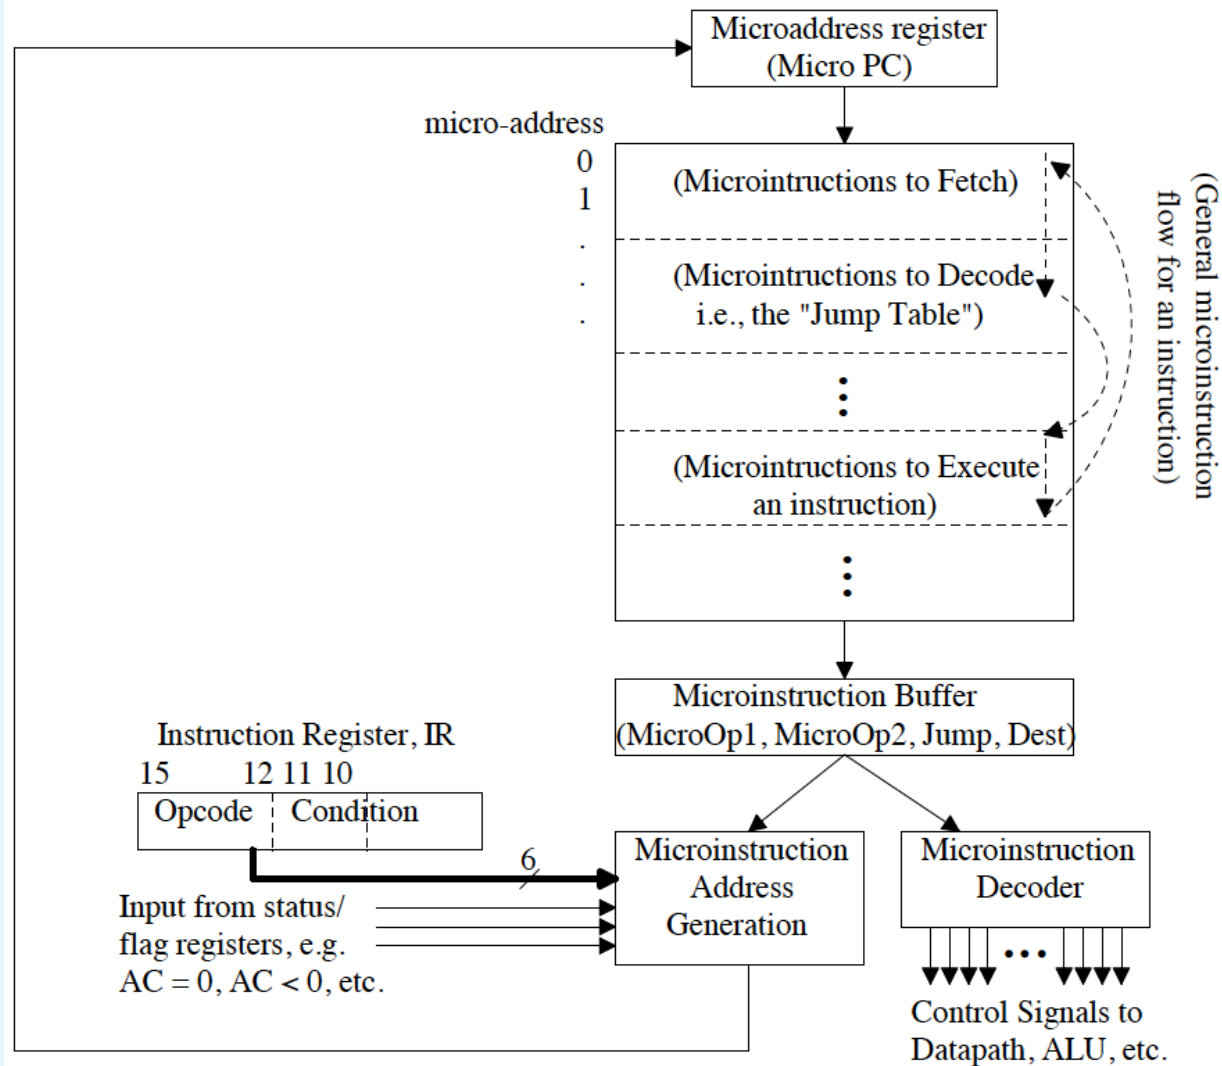 Microaddress register
(Micro PC)
micro-address
0
1
.
.
.
(Microintructions to Fetch)
(Microintructions to Decode
i.e., the "Jump Table")
(Microintructions to Execute
an instruction)
(General microinstruction
flow for an instruction)
Microinstruction Buffer
(MicroOp1, MicroOp2, Jump, Dest)
Instruction Register, IR
15 12 11 10
Opcode Condition
6
Input from status/
flag registers, e.g.
AC = 0, AC < 0, etc.
Microinstruction
Address
Generation
Microinstruction
Decoder
Control Signals to
Datapath, ALU, etc.